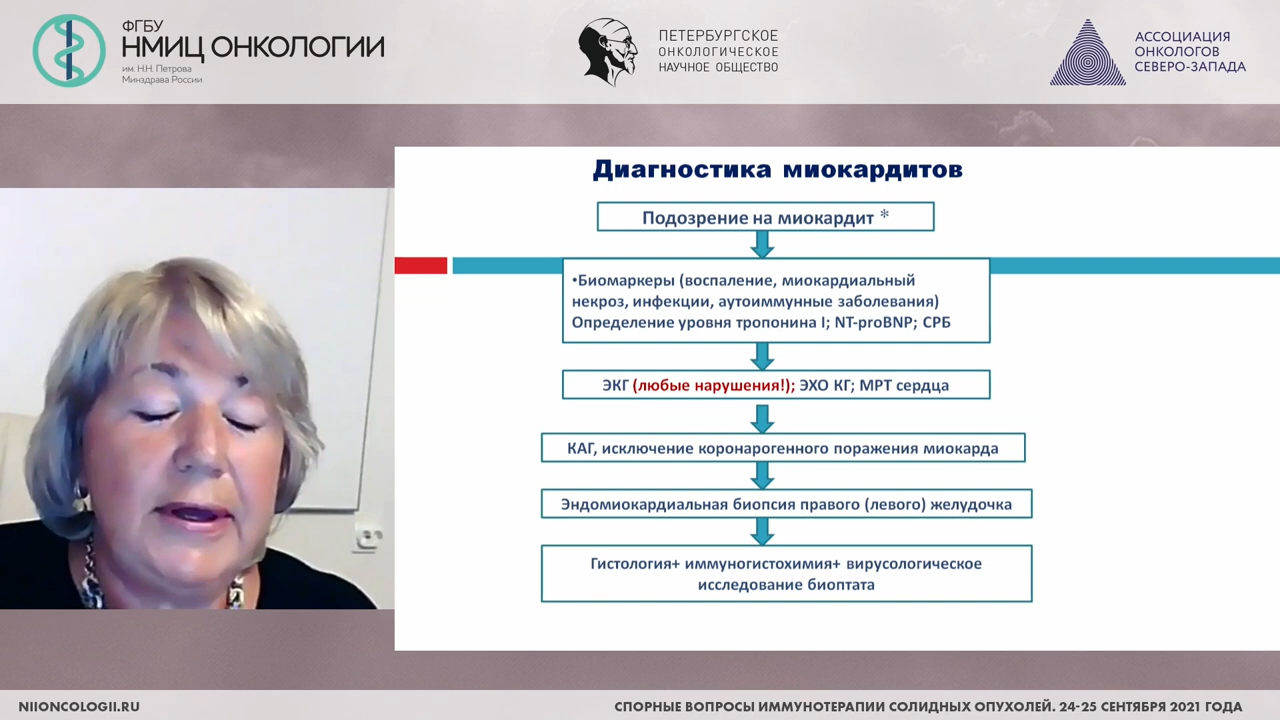 ФГБУ
НМИЦ ОНКОЛОГИИ
им. Н.Н. Петрова
Минздрава России
ПЕТЕРБУРГСКОЕ
ОНКОЛОГИЧЕСКОЕ
НАУЧНОЕ ОБЩЕСТВО
АССОЦИАЦИЯ
ОНКОЛОГОВ
СЕВЕРО-ЗАПАДА
Диагностика миокардитов
Подозрение на миокардит *
•Биомаркеры (воспаление, миокардиальный
некроз, инфекции, аутоиммунные заболевания)
Определение уровня тропонина I; NT-proBNP; СРБ
ЭКГ (любые нарушения!); ЭХО КГ; МРТ сердца
КАГ, исключение коронарогенного поражения миокарда
Эндомиокардиальная биопсия правого (левого) желудочка
Гистология+ иммуногистохимия+ вирусологическое
исследование биоптата
NIIONCOLOGII.RU
СПОРНЫЕ ВОПРОСЫ ИММУНОТЕРАПИИ СОЛИДНЫХ ОПУХОЛЕЙ. 24-25 СЕНТЯБРЯ 2021 ГОДА